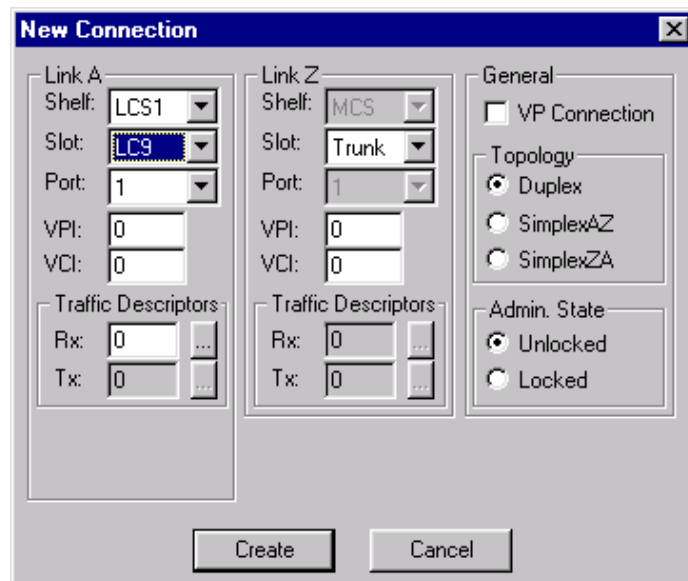 New Connection
Link A
Shelf: LCS1
Slot: LC9
Port: 1
VPI: 0
VCI: 0
Traffic Descriptors
Rx: 0 ...
Tx: 0 ...
Link Z
Shelf: MCS
Slot: Trunk
Port: 1
VPI: 0
VCI: 0
Traffic Descriptors
Rx: 0 ...
Tx: 0 ...
General
VP Connection
Topology
Duplex
SimplexAZ
SimplexZA
Admin. State
Unlocked
Locked
Create
Cancel